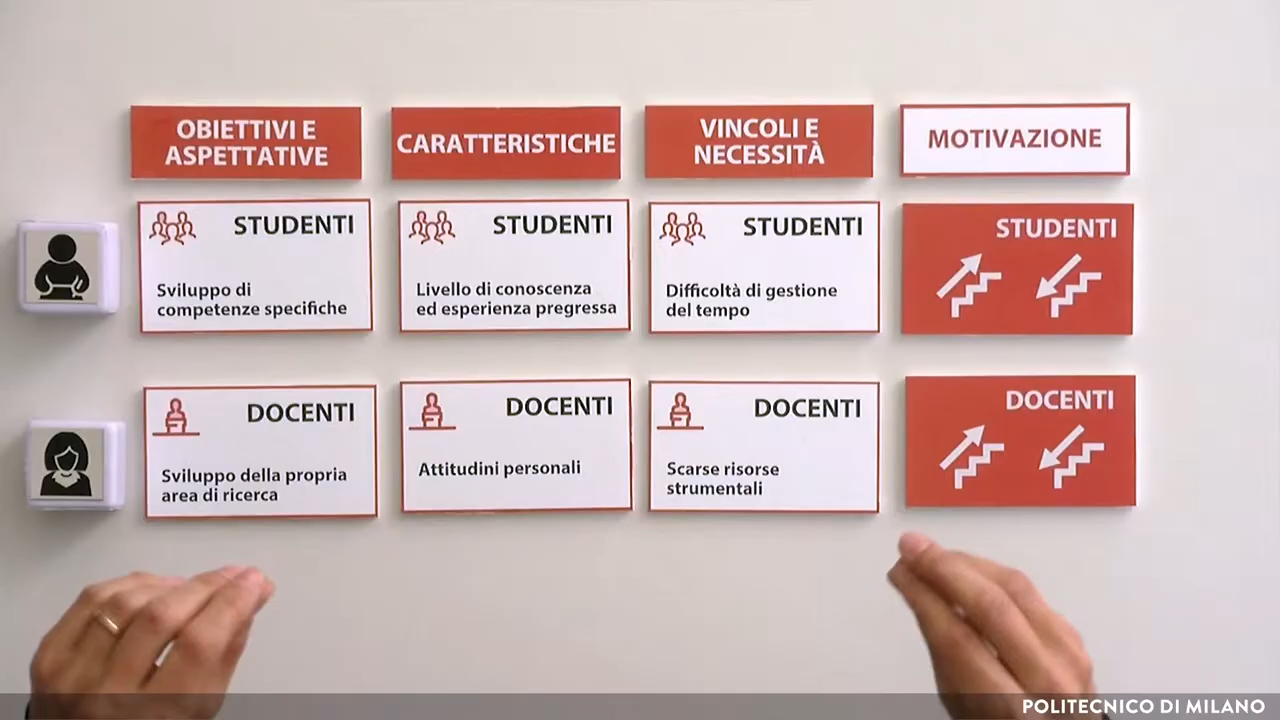 OBIETTIVI E
ASPETTATIVE
CARATTERISTICHE
VINCOLI E
NECESSITÀ
MOTIVAZIONE
STUDENTI
Sviluppo di
competenze specifiche
STUDENTI
Livello di conoscenza
ed esperienza pregressa
STUDENTI
Difficoltà di gestione
del tempo
STUDENTI
DOCENTI
Sviluppo della propria
area di ricerca
DOCENTI
Attitudini personali
DOCENTI
Scarse risorse
strumentali
DOCENTI
POLITECNICO DI MILANO